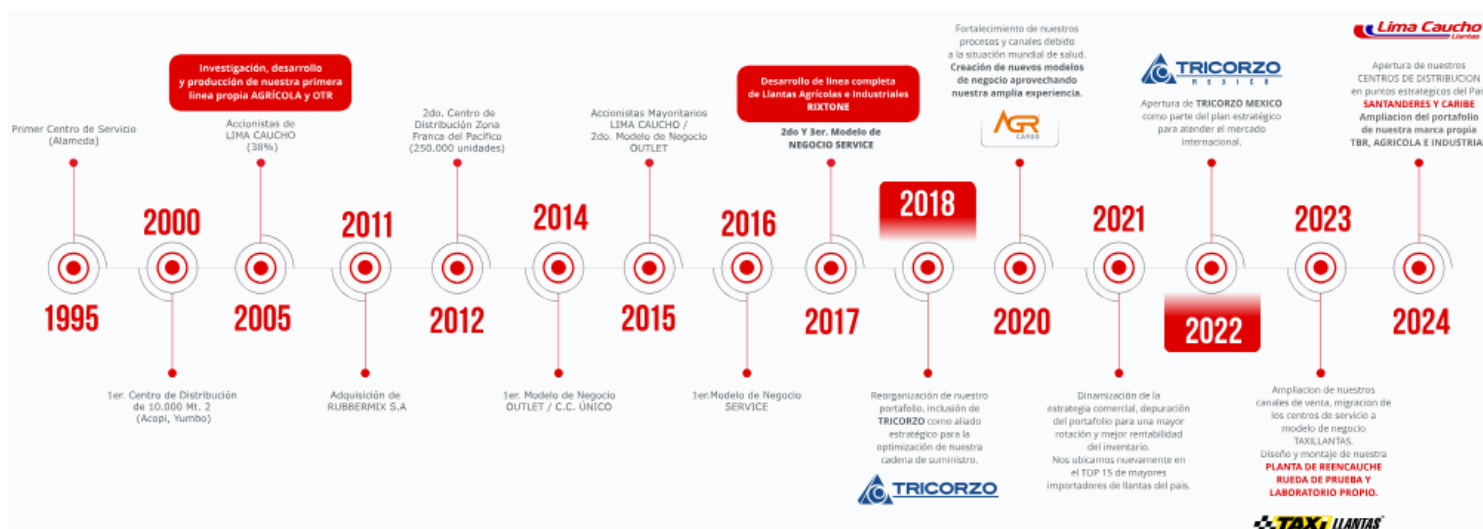 Primer Centro de Servicio
(Alameda)
1995
2000
1er. Centro de Distribución
de 10.000 Mt. 2
(Acopi, Yumbo)
Investigación, desarrollo
y producción de nuestra primera
linea propia AGRÍCOLA y OTR
Accionistas de
LIMA CAUCHO
(38%)
2005
2011
Adquisición de
RUBBERMIX S.A
2do. Centro de
Distribución Zona
Franca del Pacífico
(250.000 unidades)
2012
2014
1er. Modelo de Negocio
OUTLET / C.C. ÚNICO
Accionistas Mayoritarios
LIMA CAUCHO /
2do. Modelo de Negocio
OUTLET
2015
2016
1er.Modelo de Negocio
SERVICE
Desarrollo de linea completa
de Llantas Agrícolas e Industriales
RIXTONE
2do Y 3er. Modelo de
NEGOCIO SERVICE
2017
2018
Reorganización de nuestro
portafolio, inclusión de
TRICORZO como aliado
estratégico para la
optimización de nuestra
cadena de suministro.
TRICORZO
Fortalecimiento de nuestros
procesos y canales debido
a la situación mundial de salud.
Creación de nuevos modelos
de negocio aprovechando
nuestra amplia experiencia.
AGR
CARGO
2020
2021
Dinamización de la
estrategia comercial, depuración
del portafolio para una mayor
rotación y mejor rentabilidad
del inventario.
Nos ubicamos nuevamente en
el TOP 15 de mayores
importadores de llantas del pais.
TRICORZO
MEXICO
Apertura de TRICORZO MEXICO
como parte del plan estratégico
para atender el mercado
internacional.
2022
2023
Ampliacion de nuestros
canales de venta, migracion de
los centros de servicio a
modelo de negocio
TAXILLANTAS.
Diseño y montaje de nuestra
PLANTA DE REENCAUCHE
RUEDA DE PRUEBA Y
LABORATORIO PROPIO.
TAXI LLANTAS
Lima Caucho
Llantas
Apertura de nuestros
CENTROS DE DISTRIBUCION
en puntos estrategicos del Pai
SANTANDERES Y CARIBE
Ampliacion del portafolio
de nuestra marca propia
TBR, AGRICOLA E INDUSTRIA
2024